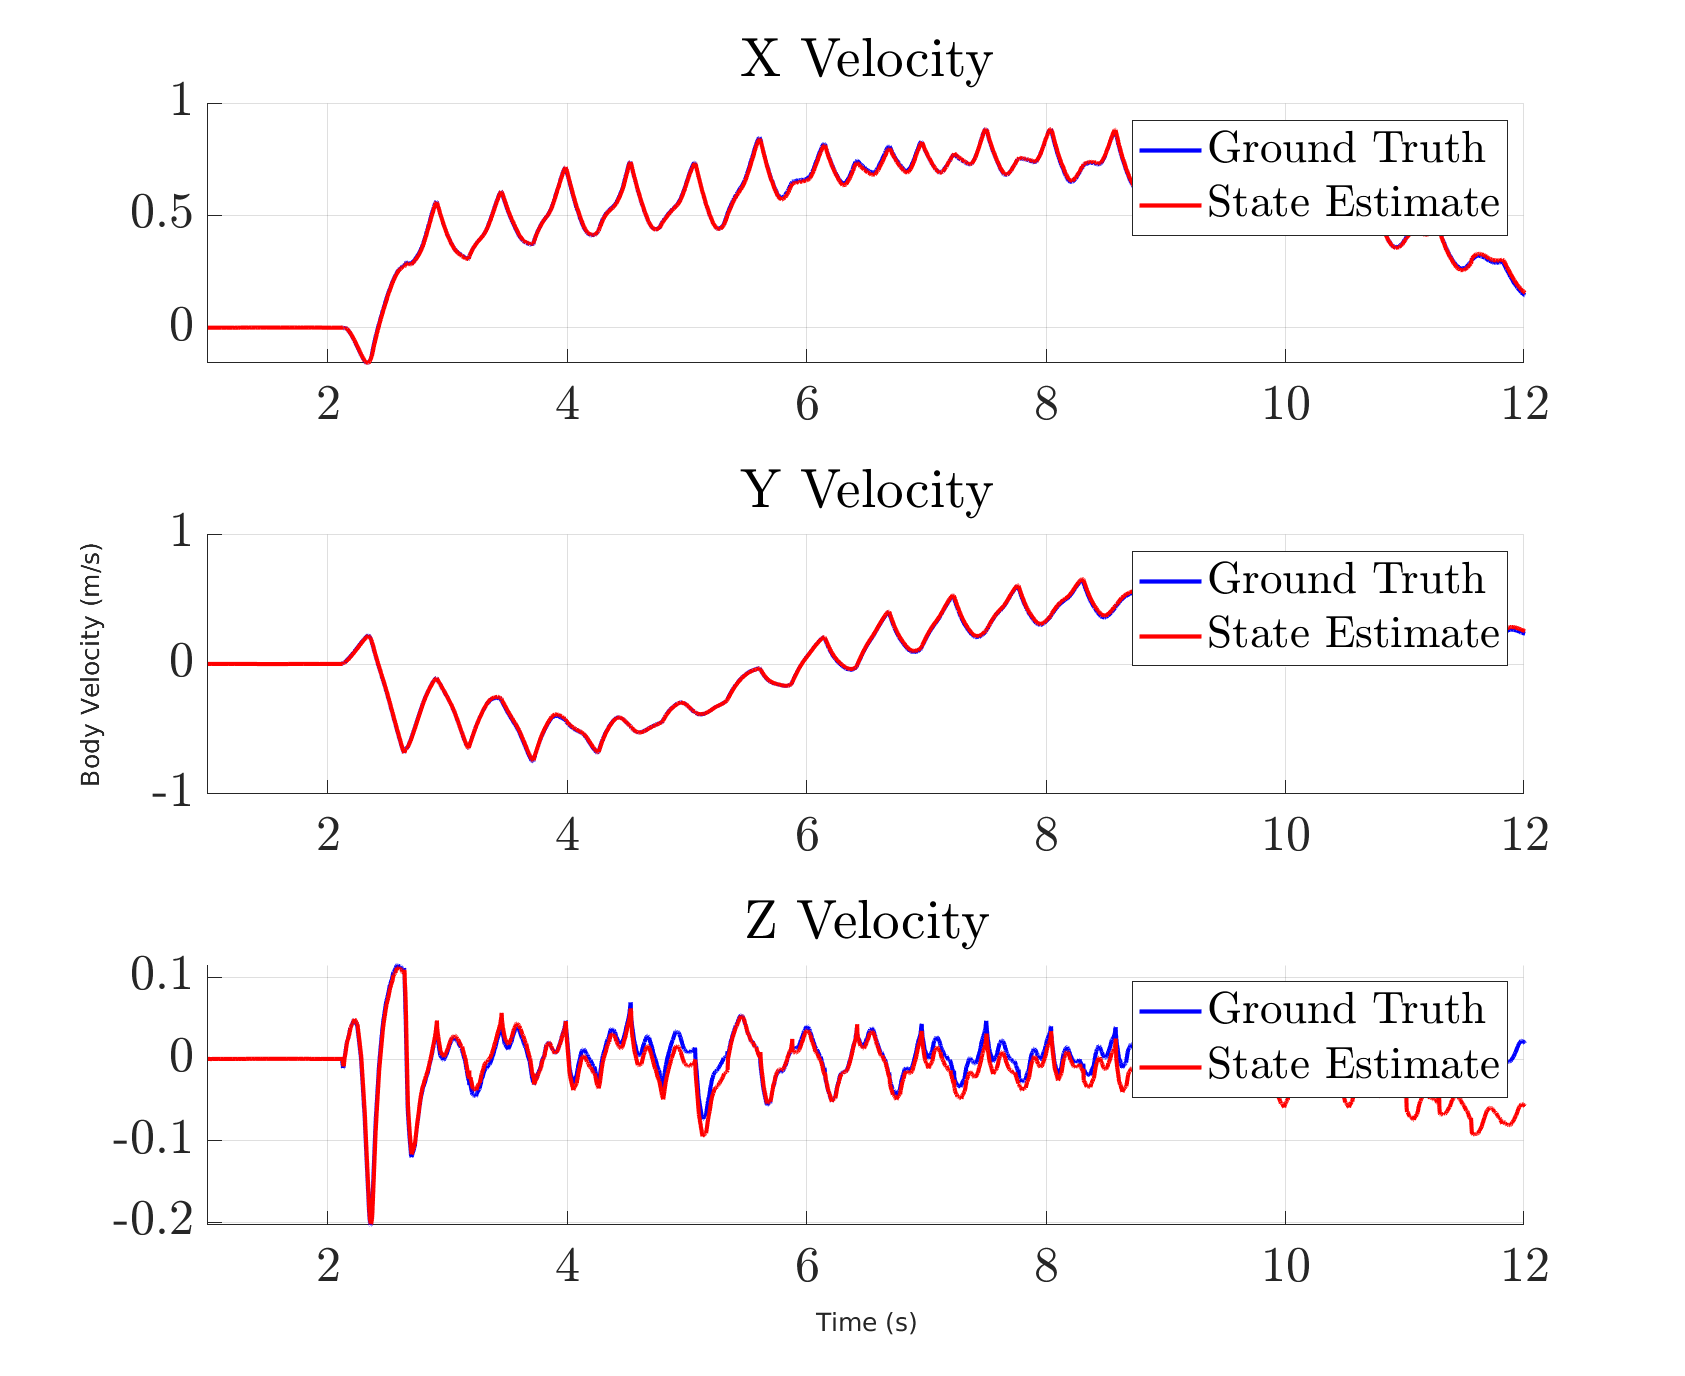 X Velocity
1
0.5
0
Ground Truth
State Estimate
2 4 6 8 10 12
Y Velocity
1
0
-1
Body Velocity (m/s)
Ground Truth
State Estimate
2 4 6 8 10 12
Z Velocity
0.1
0
-0.1
-0.2
Ground Truth
State Estimate
2 4 6 8 10 12
Time (s)